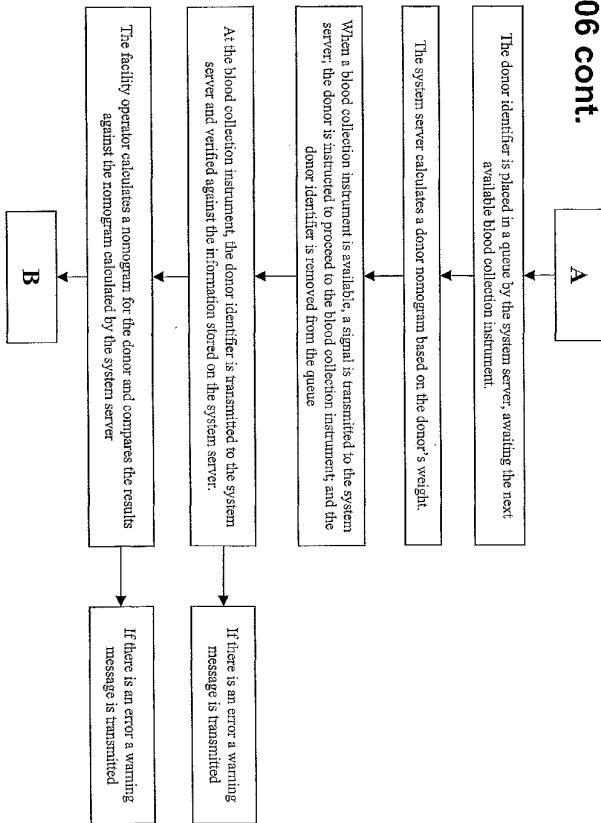 06 cont.
A
The donor identifier is placed in a queue by the system server, awaiting the next
available blood collection instrument.
The system server calculates a donor nomogram based on the donor's weight.
When a blood collection instrument is available, a signal is transmitted to the system
server; the donor is instructed to proceed to the blood collection instrument; and the
donor identifier is removed from the queue
At the blood collection instrument, the donor identifier is transmitted to the system
server and verified against the information stored on the system server.
If there is an error a warning
message is transmitted
The facility operator calculates a nomogram for the donor and compares the results
against the nomogram calculated by the system server
If there is an error a warning
message is transmitted
B